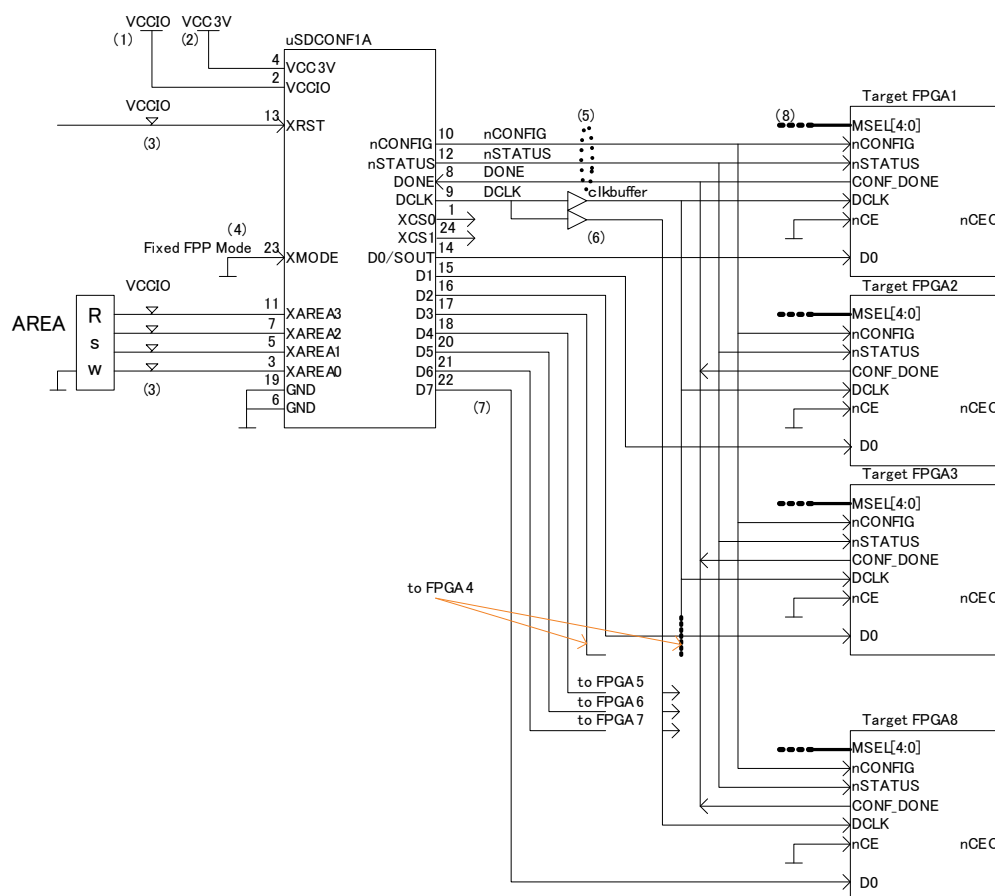 VCCIO VCC3V
(1) (2)
uSDCONF1A
4 VCC3V
2 VCCIO
VCCIO
13 XRST
(3)
nCONFIG 10 nCONFIG
nSTATUS 12 nSTATUS
DONE 8 DONE
DCLK 9 DCLK
(5)
clkbuffer
(6)
XCS0 1
XCS1 24
(4)
Fixed FPP Mode 23 XMODE
D0/SOUT 14
D1 15
D2 16
D3 17
D4 18
D5 20
D6 21
D7 22
(7)
VCCIO
AREA
R
s
w
11 XAREA3
7 XAREA2
5 XAREA1
3 XAREA0
(3)
19 GND
6 GND
to FPGA4
to FPGA5
to FPGA6
to FPGA7
Target FPGA1
(8)
MSEL[4:0]
nCONFIG
nSTATUS
CONF_DONE
DCLK
nCE nCEO
D0
Target FPGA2
MSEL[4:0]
nCONFIG
nSTATUS
CONF_DONE
DCLK
nCE nCEO
D0
Target FPGA3
MSEL[4:0]
nCONFIG
nSTATUS
CONF_DONE
DCLK
nCE nCEO
D0
Target FPGA8
MSEL[4:0]
nCONFIG
nSTATUS
CONF_DONE
DCLK
nCE nCEO
D0